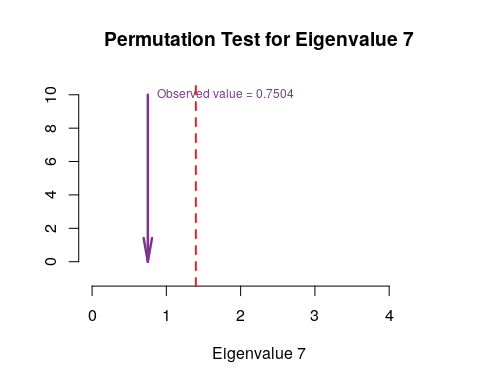 Permutation Test for Eigenvalue 7
Observed value = 0.7504
10
8
6
4
2
0
0 1 2 3 4
Eigenvalue 7